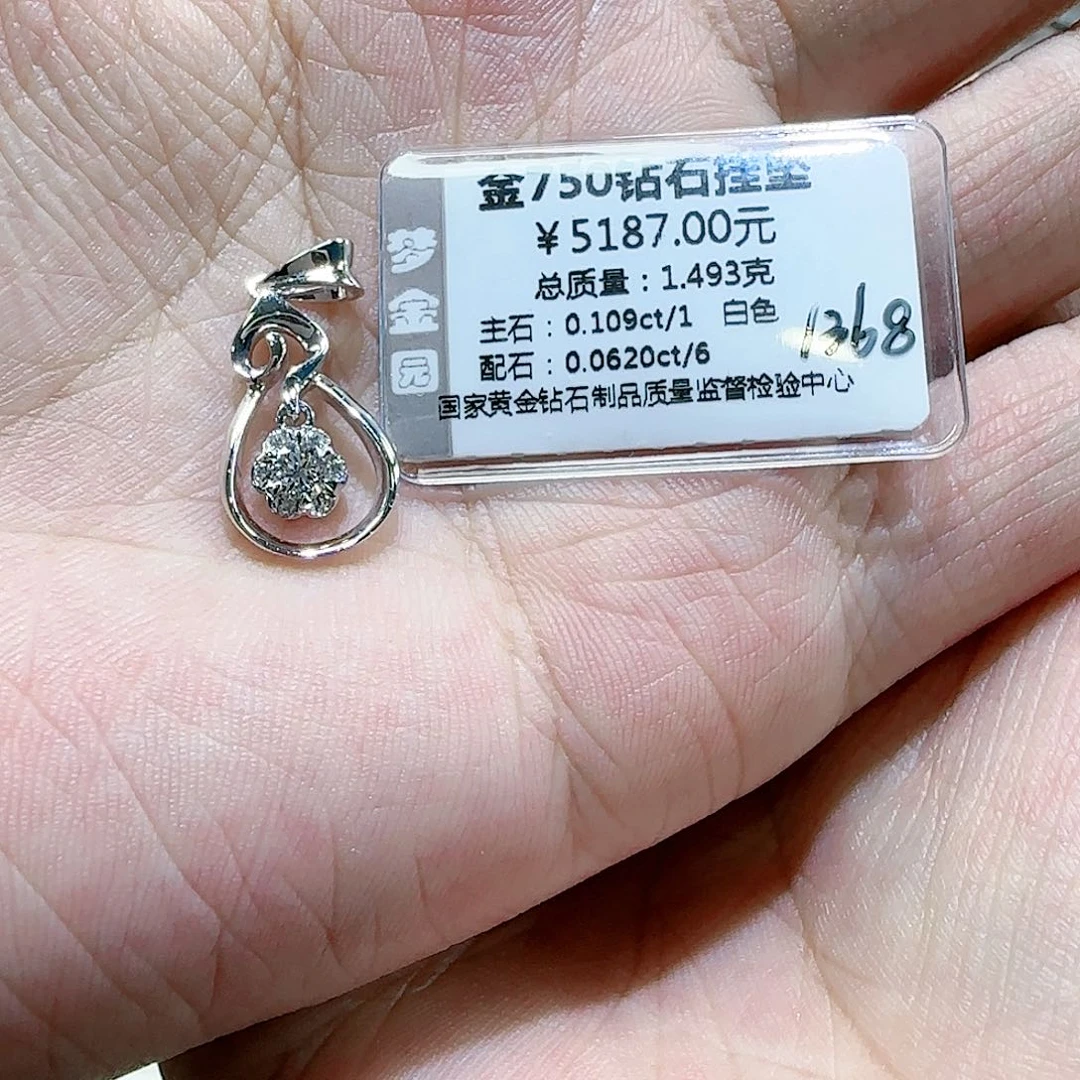 金750钻石挂坠
￥5187.00元
总质量：1.493克
主石：0.109ct/1 白色
配石：0.0620ct/6
国家黄金钻石制品质量监督检验中心
梦金园
1368